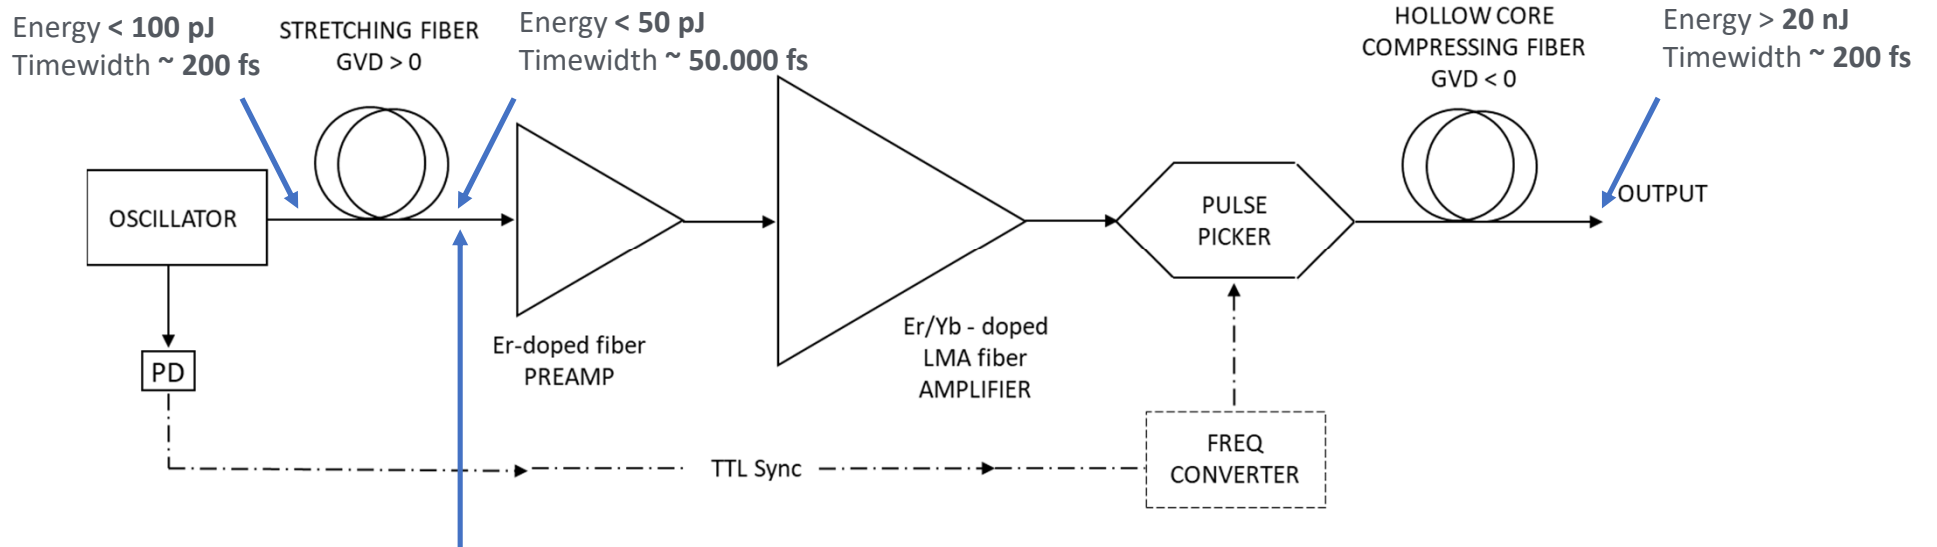 Energy < 100 pJ
Timewidth ~ 200 fs
STRETCHING FIBER
GVD > 0
Energy < 50 pJ
Timewidth ~ 50.000 fs
HOLLOW CORE
COMPRESSING FIBER
GVD < 0
Energy > 20 nJ
Timewidth ~ 200 fs
OSCILLATOR
PULSE
PICKER
OUTPUT
Er-doped fiber
PREAMP
Er/Yb - doped
LMA fiber
AMPLIFIER
PD
TTL Sync
FREQ
CONVERTER